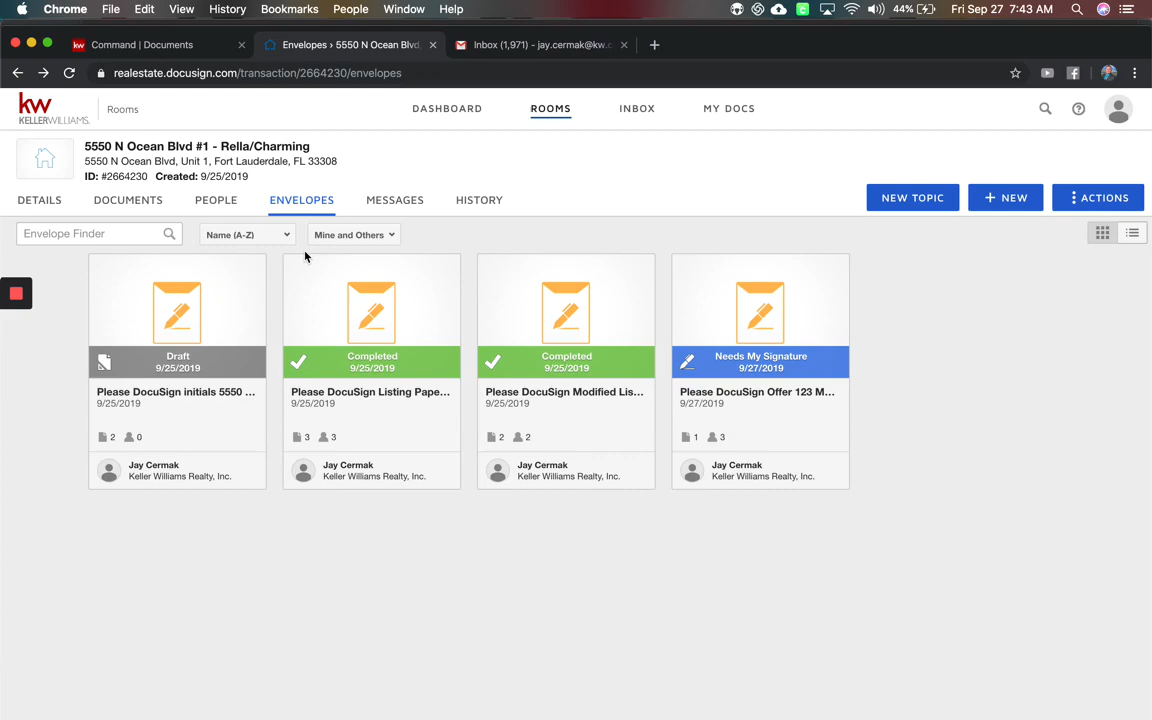 Chrome File Edit View History Bookmarks People Window Help 44% Fri Sep 27 7:43 AM
kw Command | Documents × Envelopes › 5550 N Ocean Blvd × Inbox (1,971) - jay.cermak@kw.c × +
realestate.docusign.com/transaction/2664230/envelopes
kw
KELLERWILLIAMS. Rooms DASHBOARD ROOMS INBOX MY DOCS
5550 N Ocean Blvd #1 - Rella/Charming
5550 N Ocean Blvd, Unit 1, Fort Lauderdale, FL 33308
ID: #2664230 Created: 9/25/2019
DETAILS DOCUMENTS PEOPLE ENVELOPES MESSAGES HISTORY NEW TOPIC + NEW ACTIONS
Envelope Finder Name (A-Z) Mine and Others
Draft
9/25/2019
Please DocuSign initials 5550 ...
9/25/2019
2 0
Jay Cermak
Keller Williams Realty, Inc.
Completed
9/25/2019
Please DocuSign Listing Pape...
9/25/2019
3 3
Jay Cermak
Keller Williams Realty, Inc.
Completed
9/25/2019
Please DocuSign Modified Lis...
9/25/2019
2 2
Jay Cermak
Keller Williams Realty, Inc.
Needs My Signature
9/27/2019
Please DocuSign Offer 123 M...
9/27/2019
1 3
Jay Cermak
Keller Williams Realty, Inc.